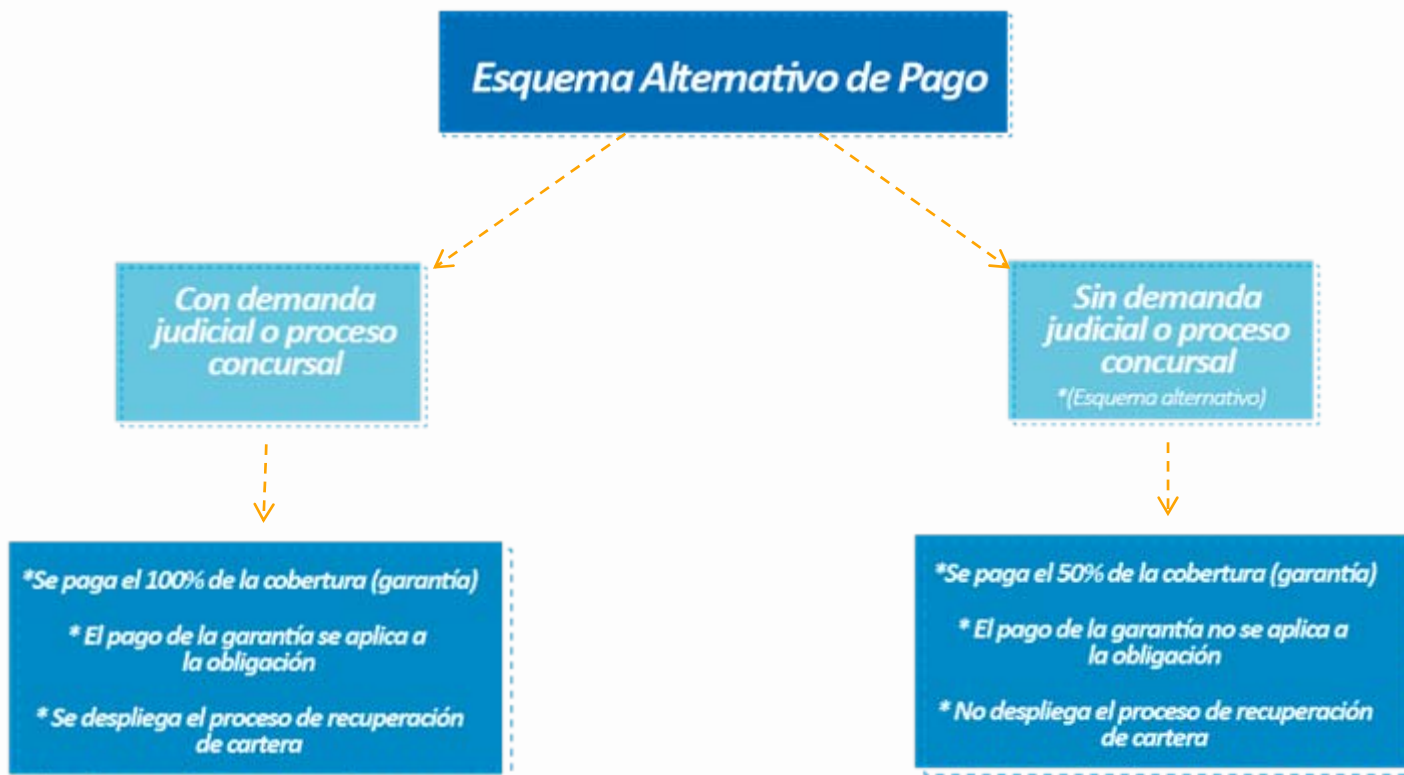 Esquema Alternativo de Pago
Con demanda
judicial o proceso
concursal
Sin demanda
judicial o proceso
concursal
*(Esquema alternativo)
*Se paga el 100% de la cobertura (garantía)
* El pago de la garantía se aplica a
la obligación
* Se despliega el proceso de recuperación
de cartera
*Se paga el 50% de la cobertura (garantía)
* El pago de la garantía no se aplica a
la obligación
* No despliega el proceso de recuperación
de cartera